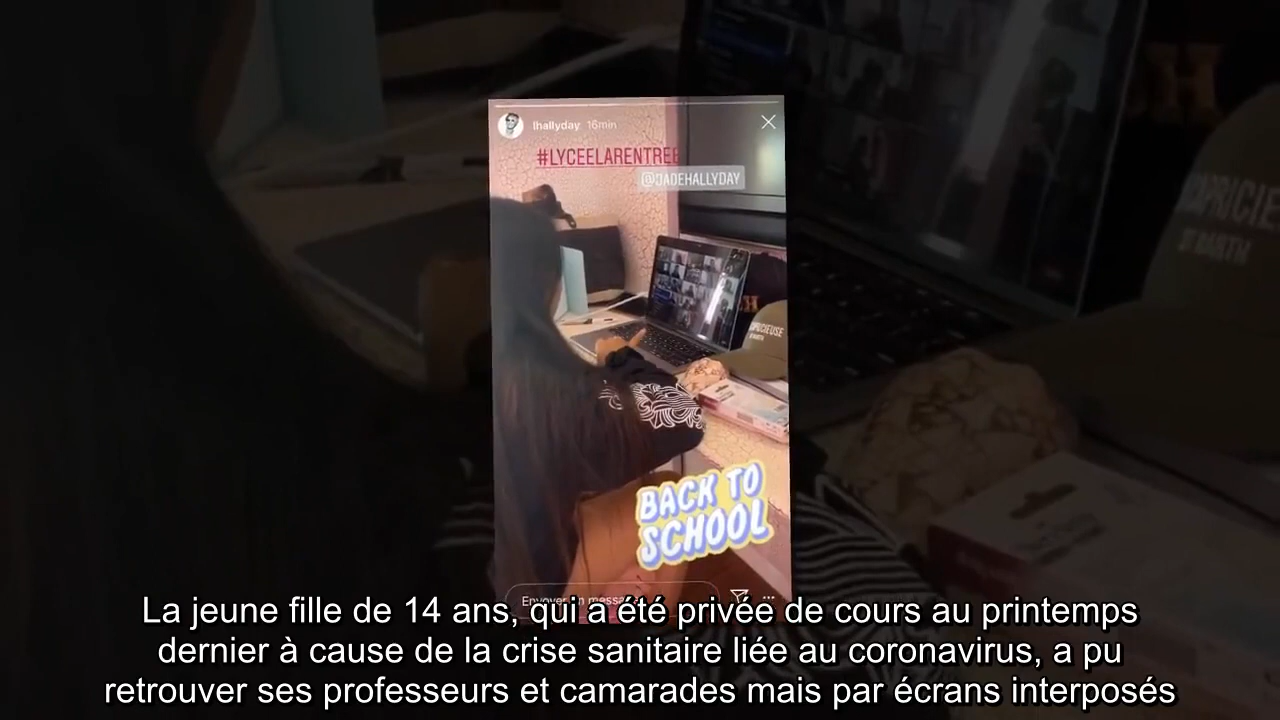 lhallyday 16min
#LYCEELARENTREE
@JADEHALLYDAY
BACK TO
SCHOOL
La jeune fille de 14 ans, qui a été privée de cours au printemps
dernier à cause de la crise sanitaire liée au coronavirus, a pu
retrouver ses professeurs et camarades mais par écrans interposés